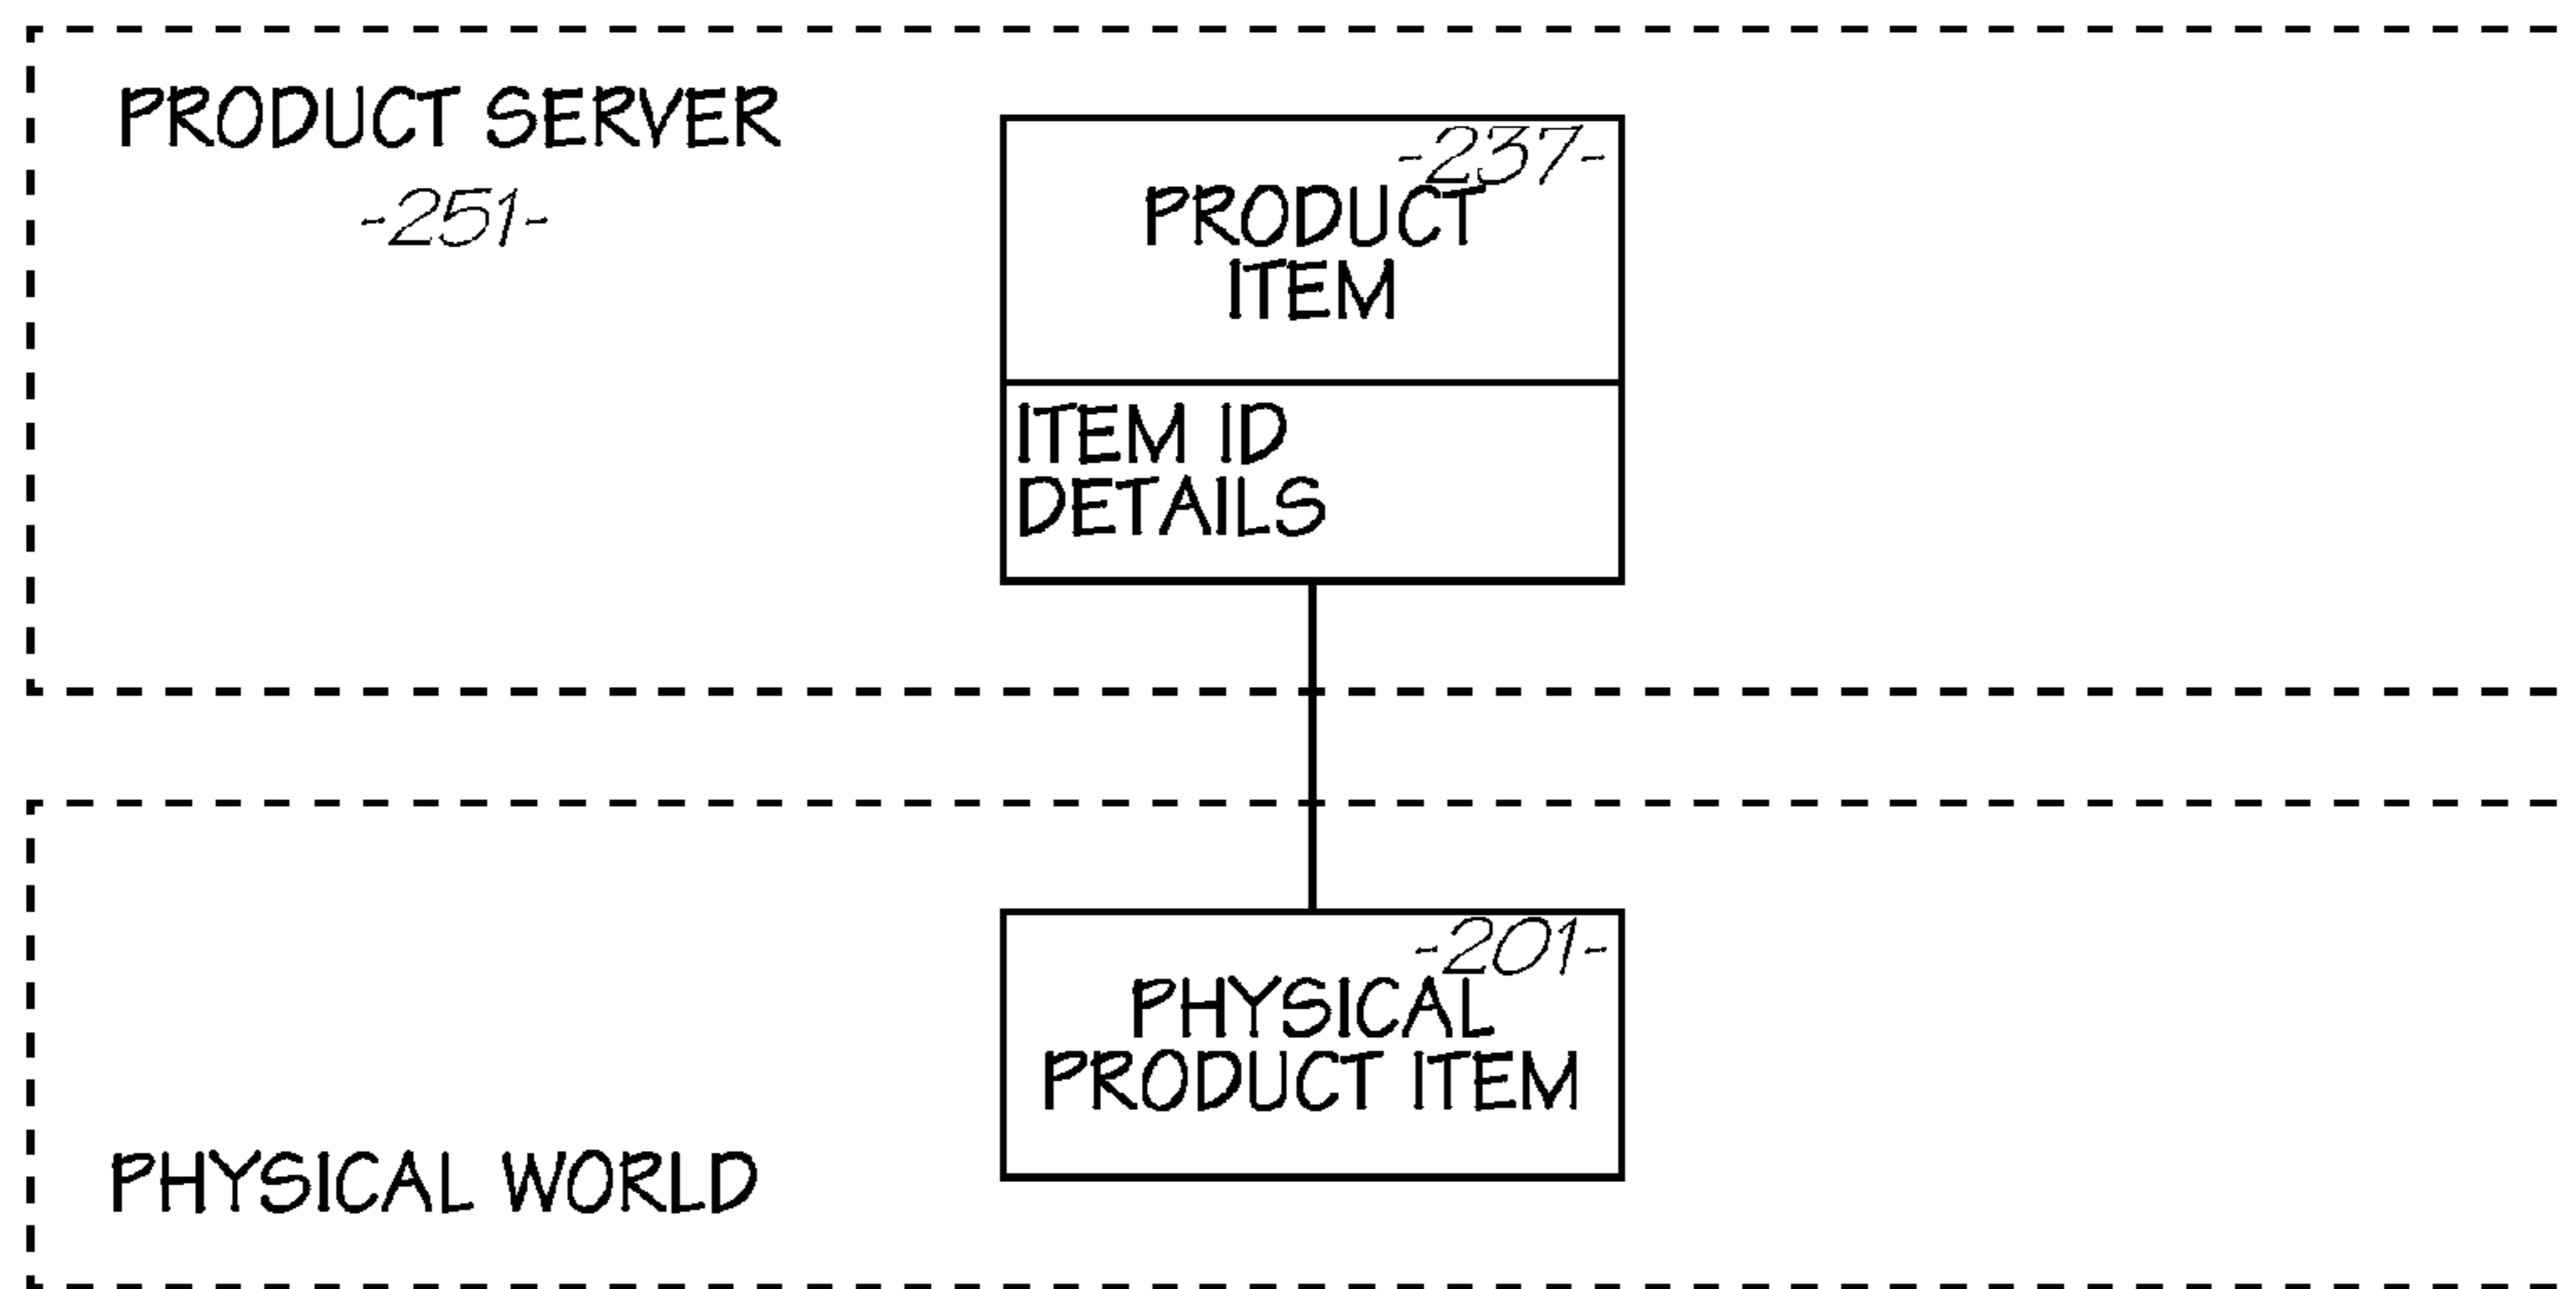 PRODUCT SERVER
-251-
-237-
PRODUCT
ITEM
ITEM ID
DETAILS
-201-
PHYSICAL
PRODUCT ITEM
PHYSICAL WORLD